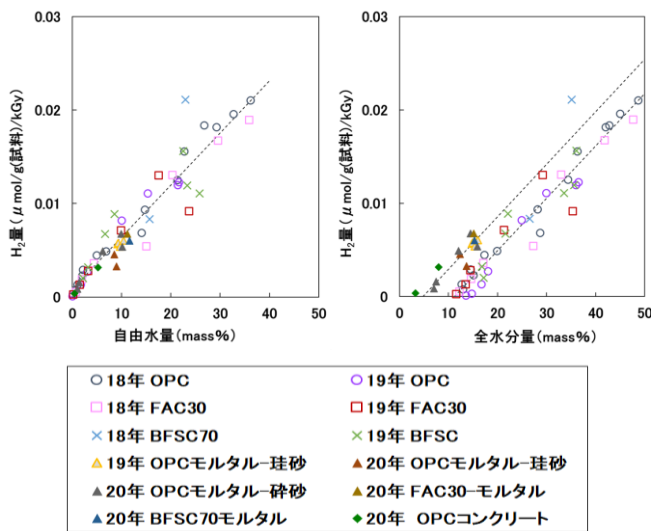 0.03
0.02
0.01
0
H₂量(μmol/g(試料)/kGy)
0 10 20 30 40 50
自由水量(mass%)
0.03
0.02
0.01
0
H₂量(μmol/g(試料)/kGy)
0 10 20 30 40 50
全水分量(mass%)
18年 OPC 19年 OPC
18年 FAC30 19年 FAC30
18年 BFSC70 19年 BFSC
19年 OPCモルタル-珪砂 20年 OPCモルタル-珪砂
20年 OPCモルタル-砕砂 20年 FAC30-モルタル
20年 BFSC70モルタル 20年 OPCコンクリート